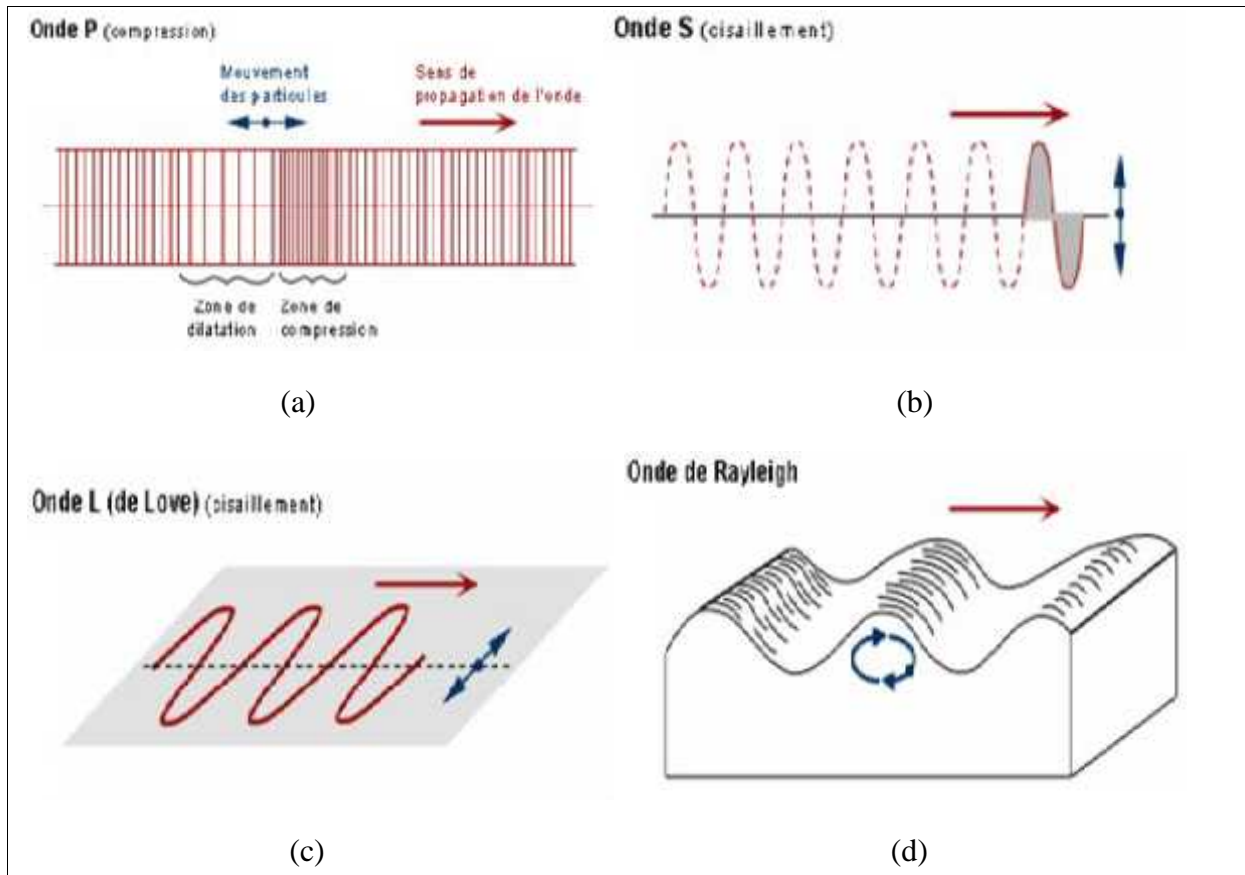 Onde P (compression)
Mouvement
des particules
Sens de
propagation de l'onde
Zone de
dilatation
Zone de
compression
(a)
Onde S (cisaillement)
(b)
Onde L (de Love) (cisaillement)
(c)
Onde de Rayleigh
(d)